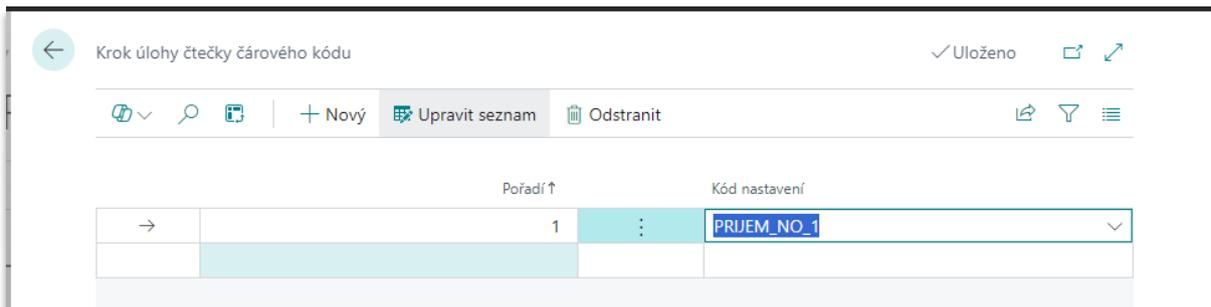 Krok úlohy čtečky čárového kódu
Uloženo
Nový
Upravit seznam
Odstranit
Pořadí↑
Kód nastavení
1
PRIJEM_NO_1